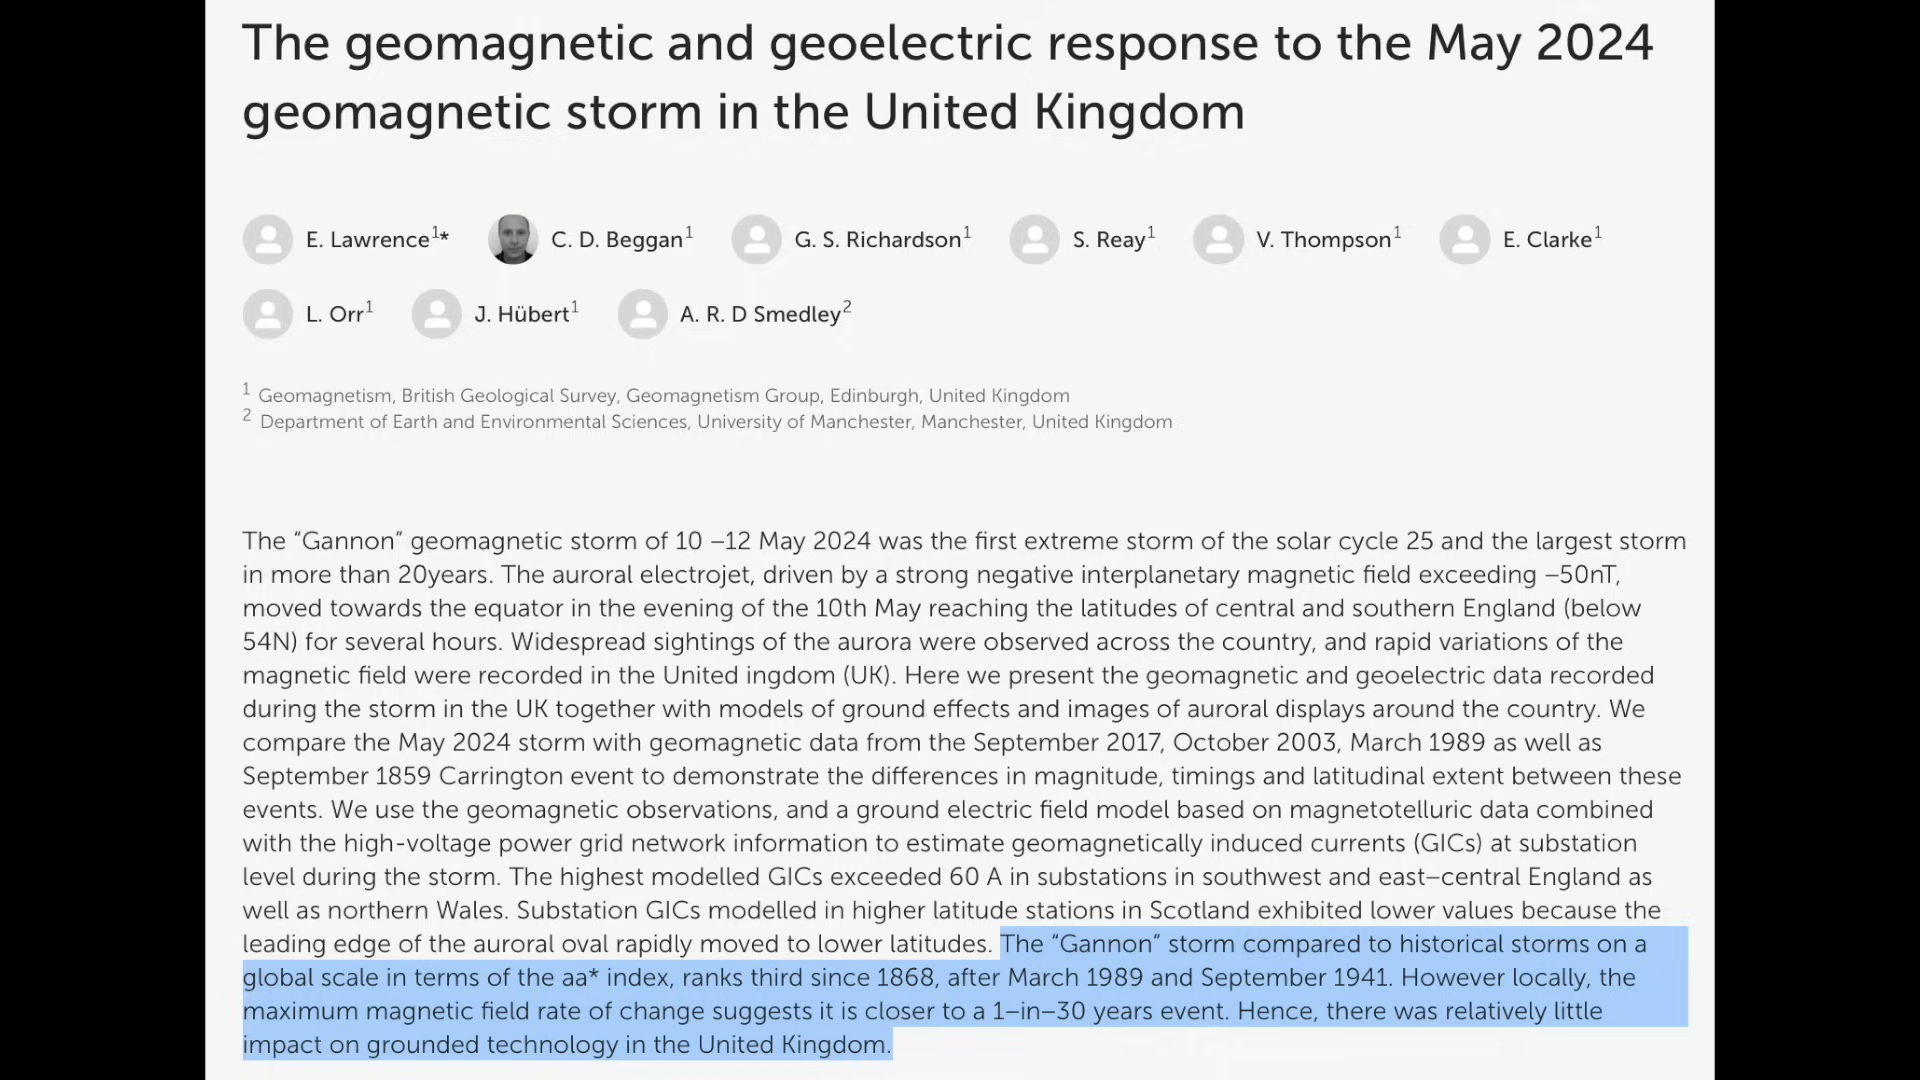 The geomagnetic and geoelectric response to the May 2024
geomagnetic storm in the United Kingdom
E. Lawrence1* C. D. Beggan1 G. S. Richardson1 S. Reay1 V. Thompson1 E. Clarke1
L. Orr1 J. Hübert1 A. R. D Smedley2
1 Geomagnetism, British Geological Survey, Geomagnetism Group, Edinburgh, United Kingdom
2 Department of Earth and Environmental Sciences, University of Manchester, Manchester, United Kingdom
The “Gannon” geomagnetic storm of 10 –12 May 2024 was the first extreme storm of the solar cycle 25 and the largest storm
in more than 20years. The auroral electrojet, driven by a strong negative interplanetary magnetic field exceeding –50nT,
moved towards the equator in the evening of the 10th May reaching the latitudes of central and southern England (below
54N) for several hours. Widespread sightings of the aurora were observed across the country, and rapid variations of the
magnetic field were recorded in the United ingdom (UK). Here we present the geomagnetic and geoelectric data recorded
during the storm in the UK together with models of ground effects and images of auroral displays around the country. We
compare the May 2024 storm with geomagnetic data from the September 2017, October 2003, March 1989 as well as
September 1859 Carrington event to demonstrate the differences in magnitude, timings and latitudinal extent between these
events. We use the geomagnetic observations, and a ground electric field model based on magnetotelluric data combined
with the high-voltage power grid network information to estimate geomagnetically induced currents (GICs) at substation
level during the storm. The highest modelled GICs exceeded 60 A in substations in southwest and east–central England as
well as northern Wales. Substation GICs modelled in higher latitude stations in Scotland exhibited lower values because the
leading edge of the auroral oval rapidly moved to lower latitudes. The “Gannon” storm compared to historical storms on a
global scale in terms of the aa* index, ranks third since 1868, after March 1989 and September 1941. However locally, the
maximum magnetic field rate of change suggests it is closer to a 1–in–30 years event. Hence, there was relatively little
impact on grounded technology in the United Kingdom.